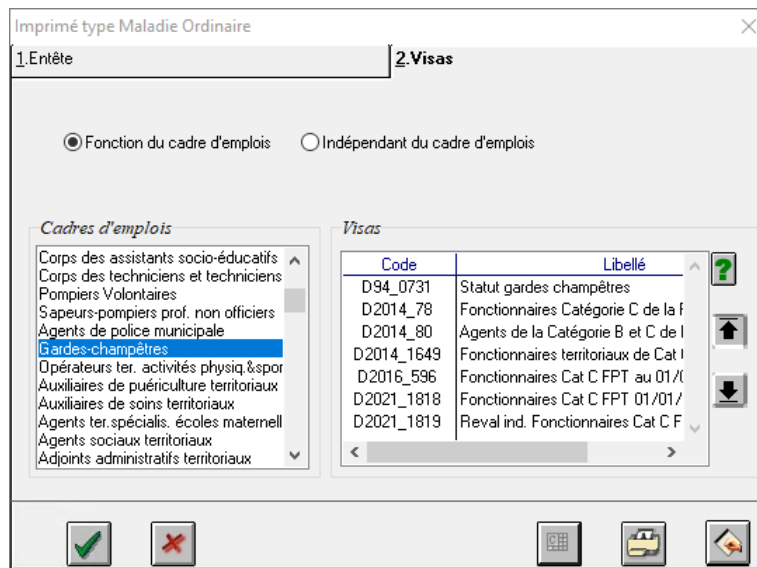 Imprimé type Maladie Ordinaire
1.Entête
2.Visas
Fonction du cadre d'emplois
Indépendant du cadre d'emplois
Cadres d'emplois
Corps des assistants socio-éducatifs
Corps des techniciens et techniciens
Pompiers Volontaires
Sapeurs-pompiers prof. non officiers
Agents de police municipale
Gardes-champêtres
Opérateurs ter. activités physiq.&spor
Auxiliaires de puériculture territoriaux
Auxiliaires de soins territoriaux
Agents ter.spécialis. écoles maternell
Agents sociaux territoriaux
Adjoints administratifs territoriaux
Visas
Code Libellé
D94_0731 Statut gardes champêtres
D2014_78 Fonctionnaires Catégorie C de la F
D2014_80 Agents de la Catégorie B et C de l
D2014_1649 Fonctionnaires territoriaux de Cat
D2016_596 Fonctionnaires Cat C FPT au 01/0
D2021_1818 Fonctionnaires Cat C FPT 01/01/
D2021_1819 Reval ind. Fonctionnaires Cat C F
?